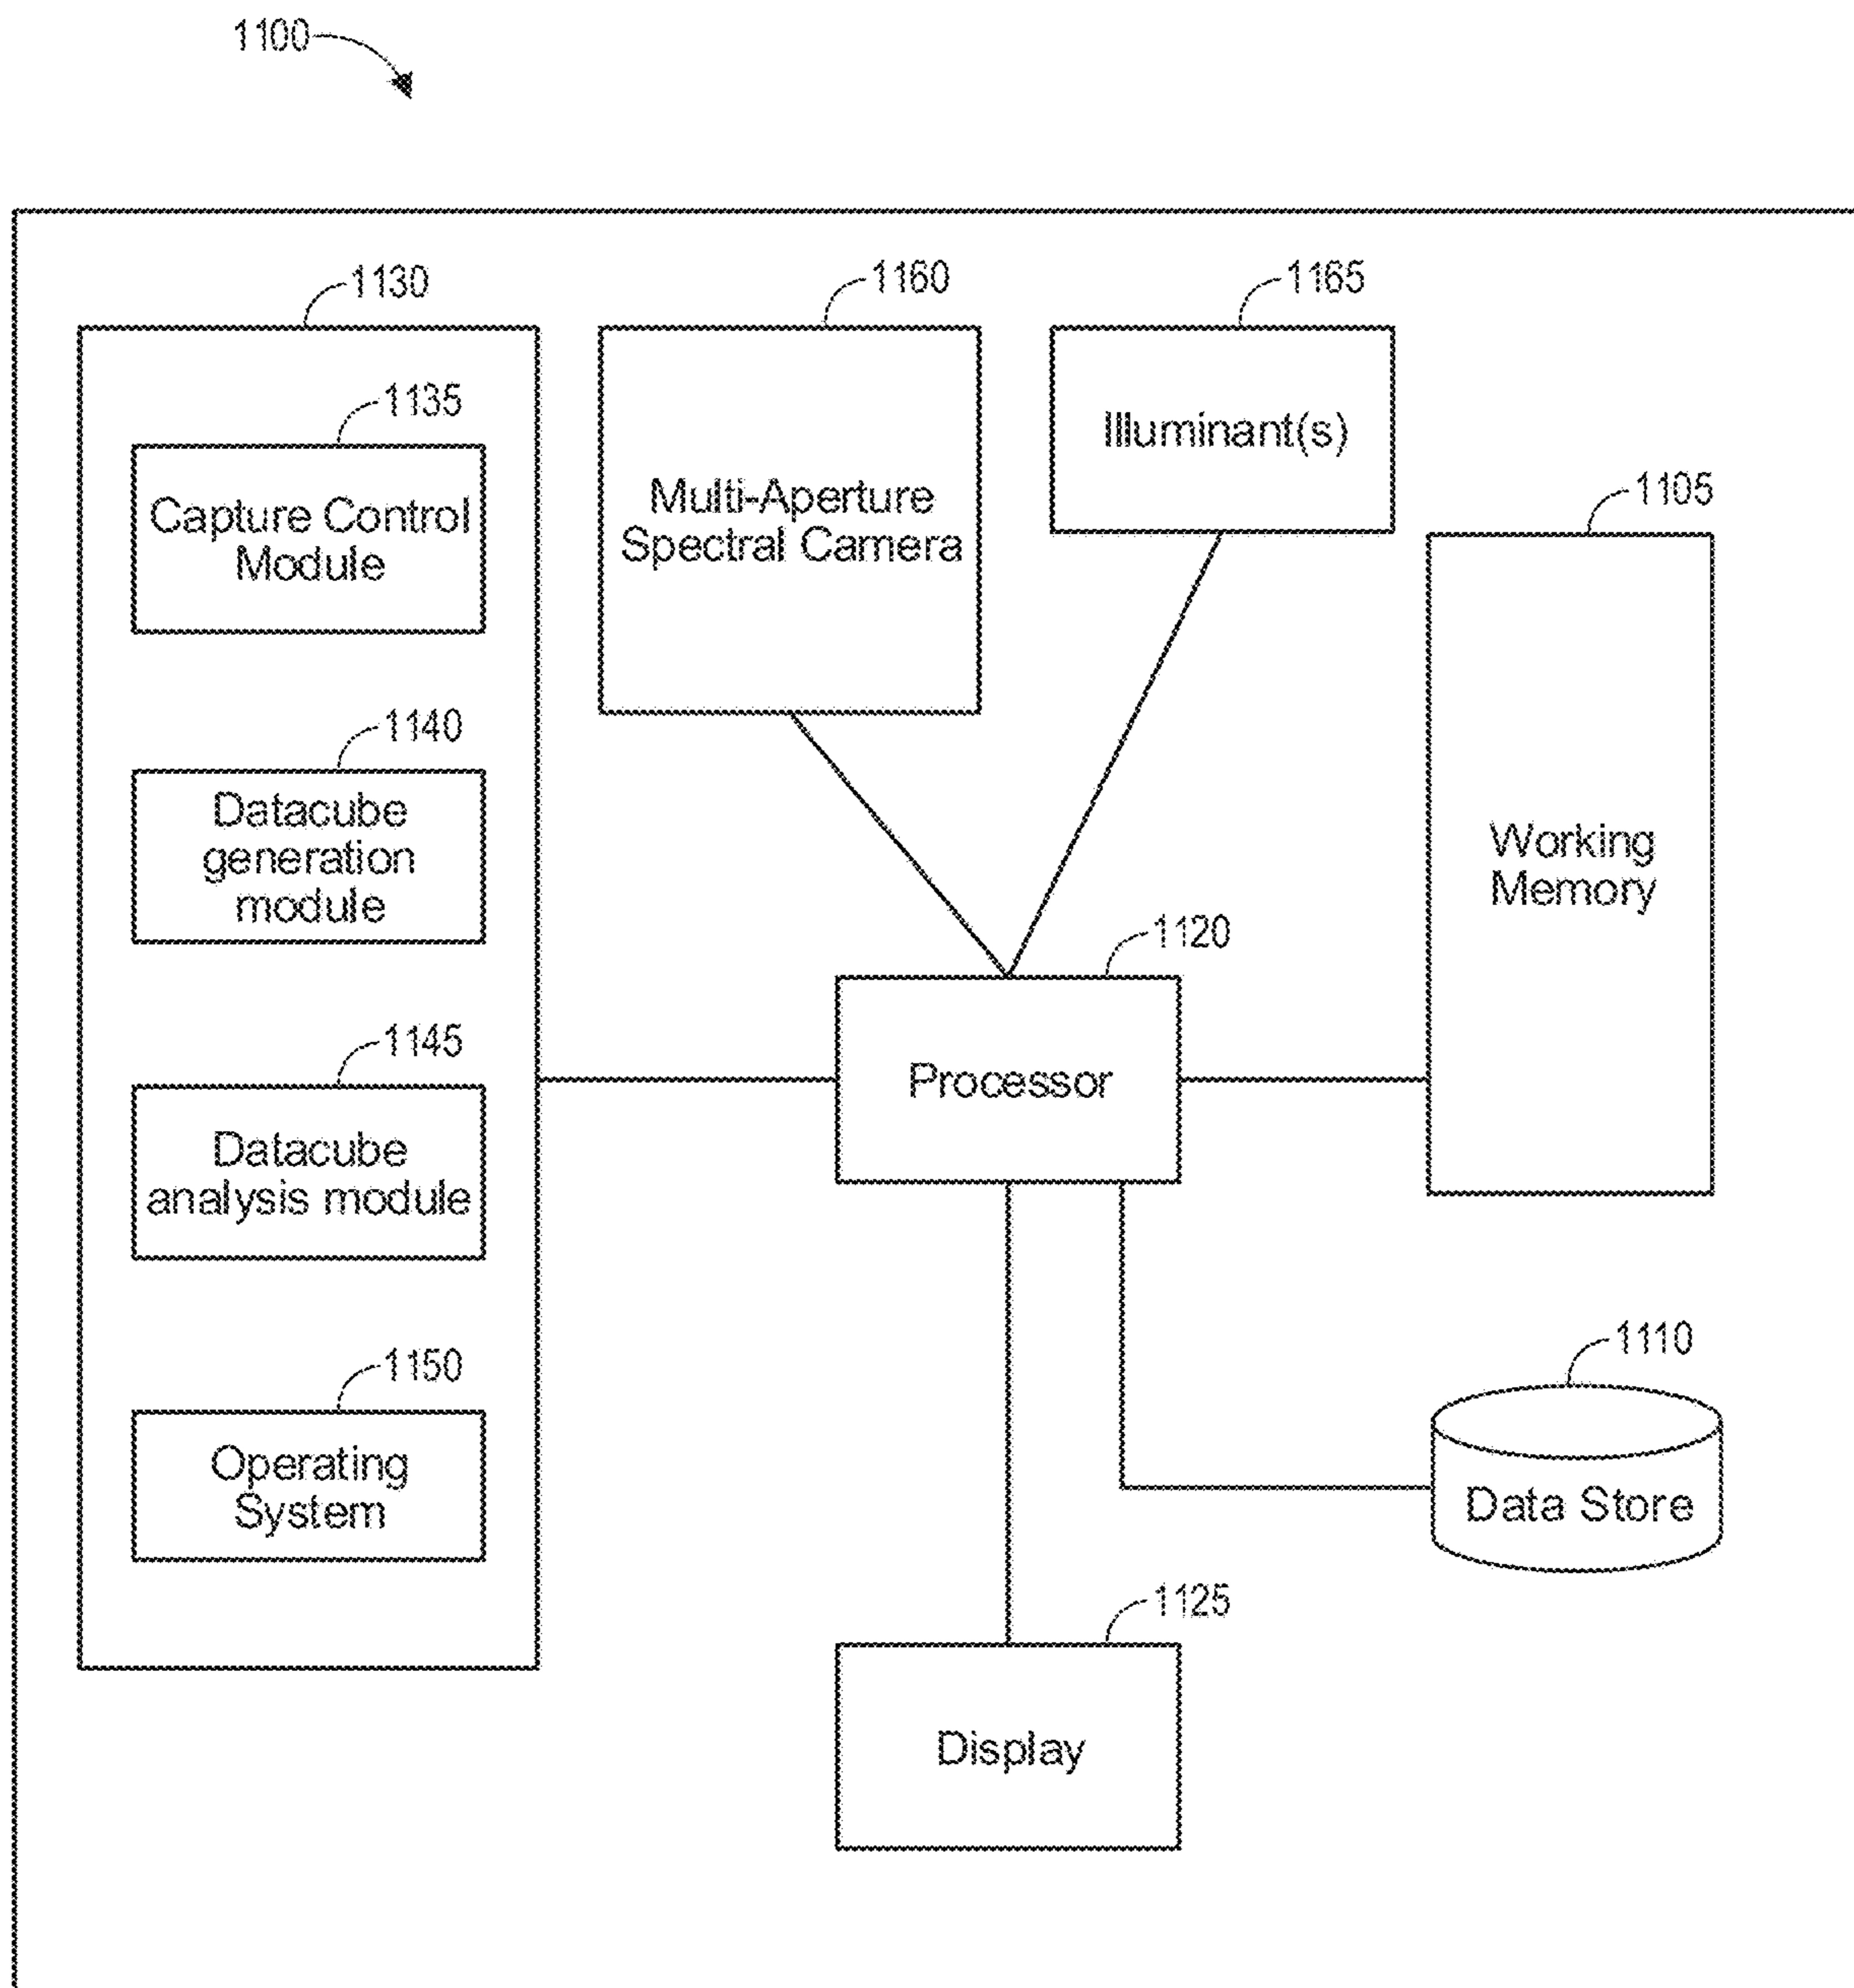 1100
1130
1160
1165
1135
Capture Control
Module
Multi-Aperture
Spectral Camera
Illuminant(s)
1105
1140
Datacube
generation
module
Working
Memory
1120
Processor
1145
Datacube
analysis module
1150
Operating
System
1110
Data Store
1125
Display